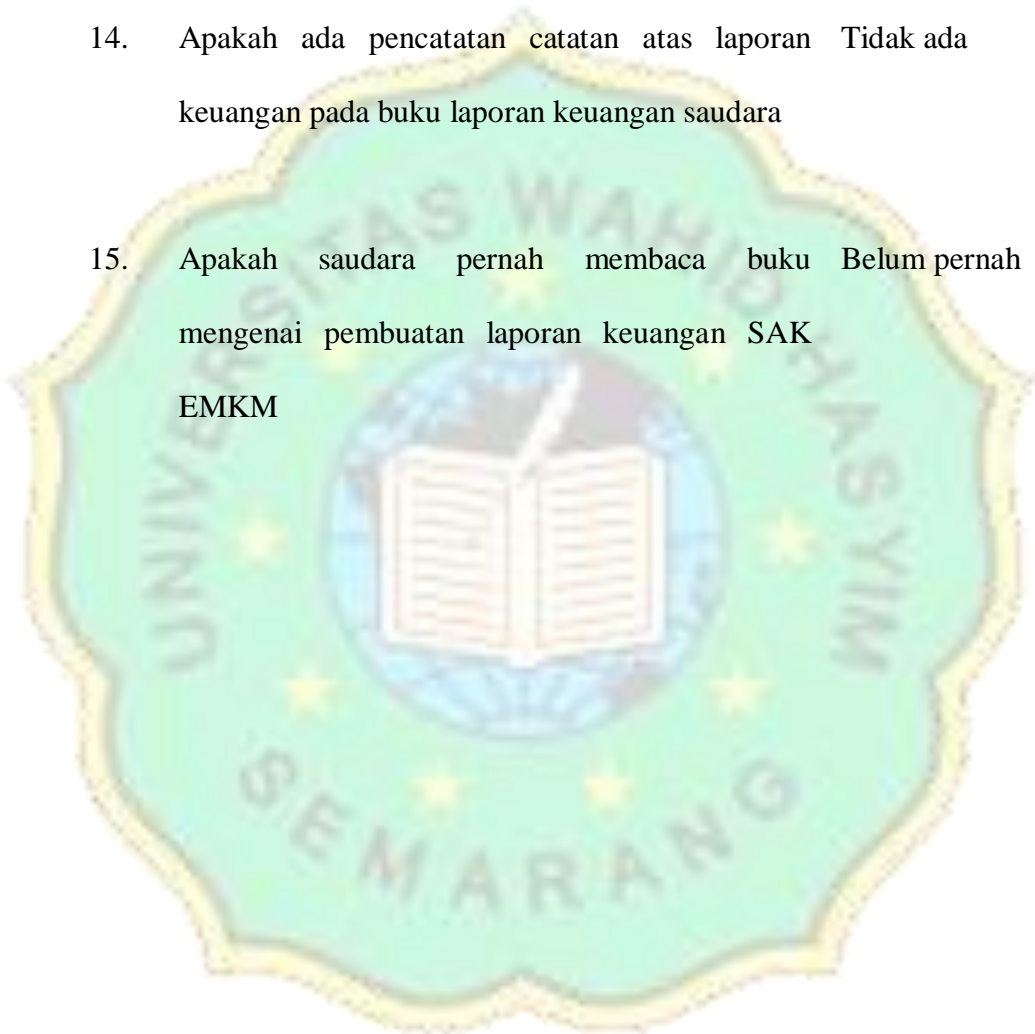 14. Apakah ada pencatatan catatan atas laporan Tidak ada
keuangan pada buku laporan keuangan saudara
15. Apakah saudara pernah membaca buku Belum pernah
mengenai pembuatan laporan keuangan SAK
EMKM
UNIVERSITAS WAHID HASYIM
SEMARANG